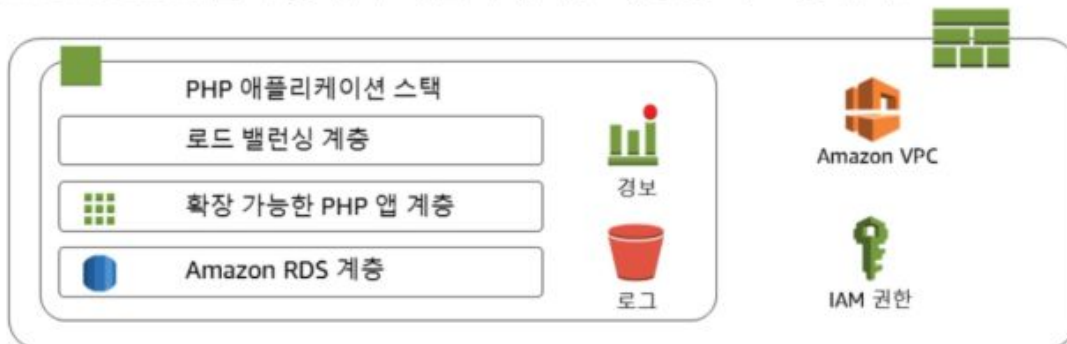 PHP 애플리케이션 스택
로드 밸런싱 계층
확장 가능한 PHP 앱 계층
Amazon RDS 계층
경보
로그
Amazon VPC
IAM 권한